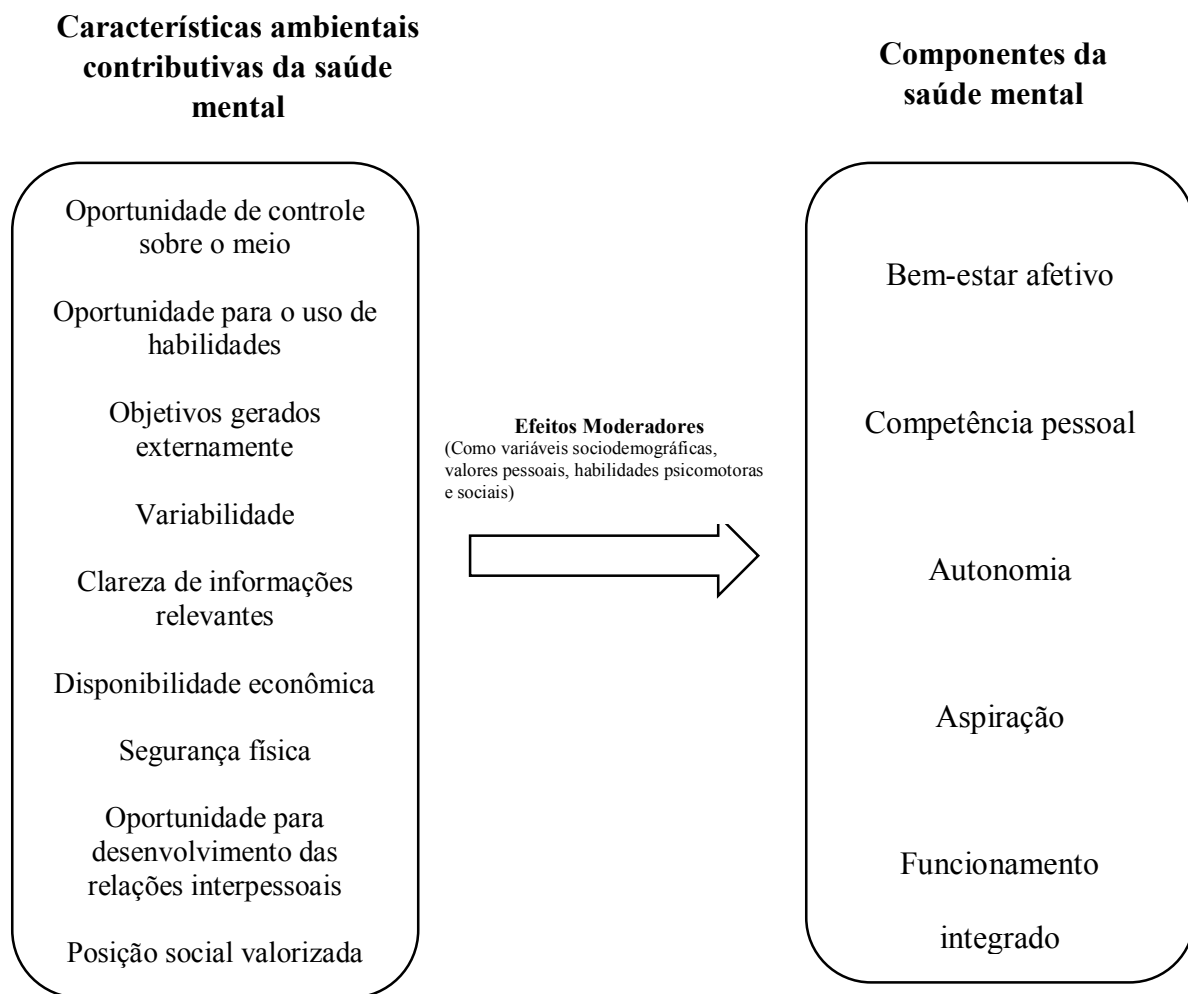 Características ambientais
contributivas da saúde
mental
Oportunidade de controle
sobre o meio
Oportunidade para o uso de
habilidades
Objetivos gerados
externamente
Variabilidade
Clareza de informações
relevantes
Disponibilidade econômica
Segurança física
Oportunidade para
desenvolvimento das
relações interpessoais
Posição social valorizada
Efeitos Moderadores
(Como variáveis sociodemográficas,
valores pessoais, habilidades psicomotoras
e sociais)
Componentes da
saúde mental
Bem-estar afetivo
Competência pessoal
Autonomia
Aspiração
Funcionamento
integrado